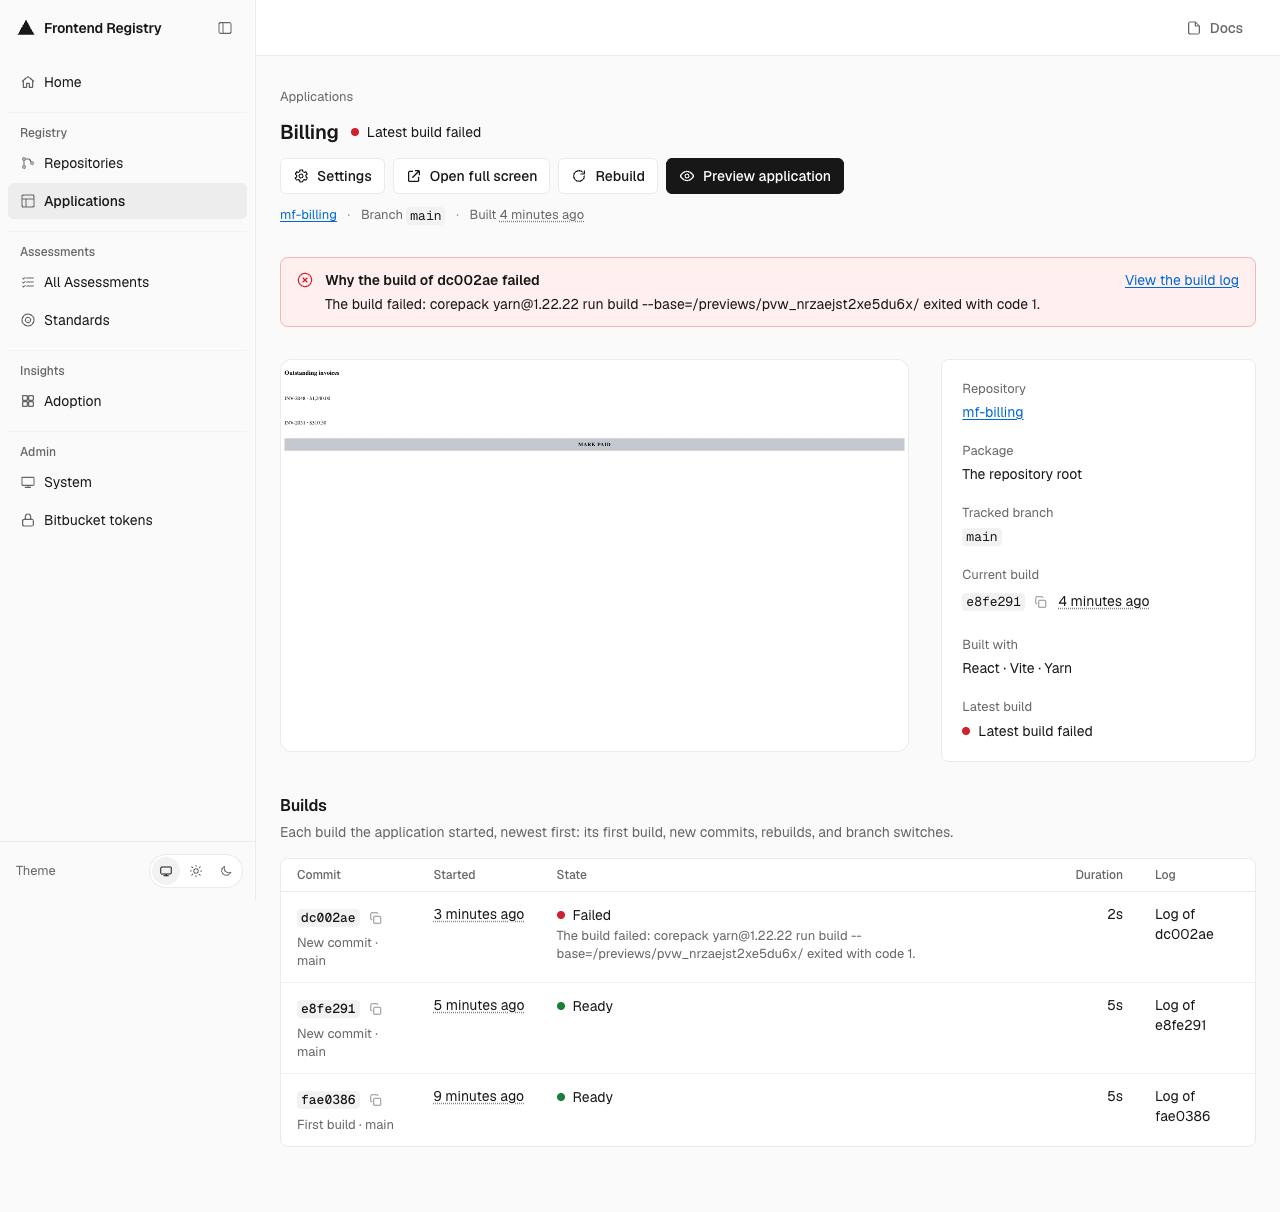 Frontend Registry
Docs
Home
Registry
Repositories
Applications
Assessments
All Assessments
Standards
Insights
Adoption
Admin
System
Bitbucket tokens
Theme
Applications
Billing
Latest build failed
Settings
Open full screen
Rebuild
Preview application
mf-billing · Branch main · Built 4 minutes ago
Why the build of dc002ae failed
View the build log
The build failed: corepack yarn@1.22.22 run build --base=/previews/pvw_nrzaejst2xe5du6x/ exited with code 1.
Outstanding invoices
MARK PAID
Repository
mf-billing
Package
The repository root
Tracked branch
main
Current build
e8fe291 4 minutes ago
Built with
React · Vite · Yarn
Latest build
Latest build failed
Builds
Each build the application started, newest first: its first build, new commits, rebuilds, and branch switches.
Commit Started State Duration Log
dc002ae 3 minutes ago Failed 2s Log of
dc002ae
The build failed: corepack yarn@1.22.22 run build --
base=/previews/pvw_nrzaejst2xe5du6x/ exited with code 1.
New commit ·
main
e8fe291 5 minutes ago Ready 5s Log of
e8fe291
New commit ·
main
fae0386 9 minutes ago Ready 5s Log of
fae0386
First build · main